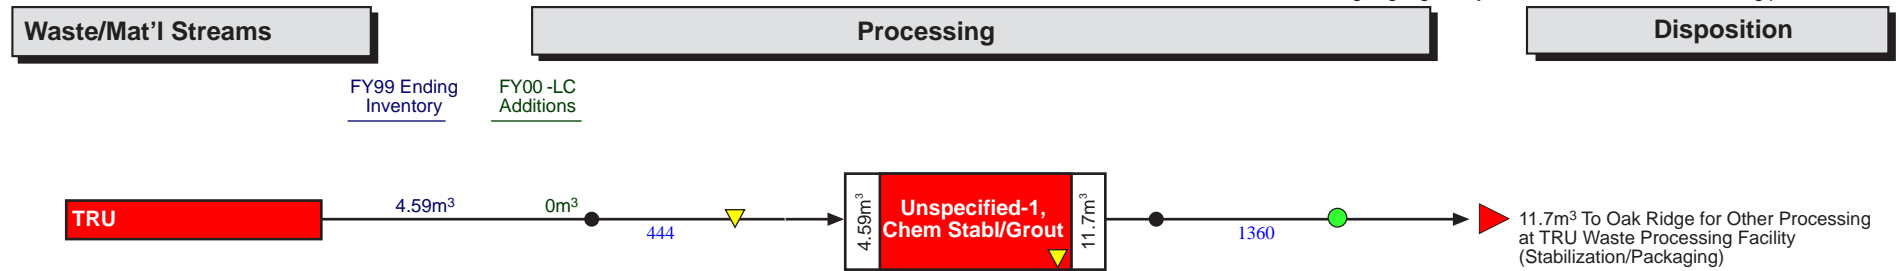 Waste/Mat'l Streams
Processing
Disposition
FY99 Ending
Inventory
FY00 -LC
Additions
TRU
4.59m³
0m³
444
4.59m³
Unspecified-1,
Chem Stabl/Grout
11.7m³
1360
11.7m³ To Oak Ridge for Other Processing
at TRU Waste Processing Facility
(Stabilization/Packaging)